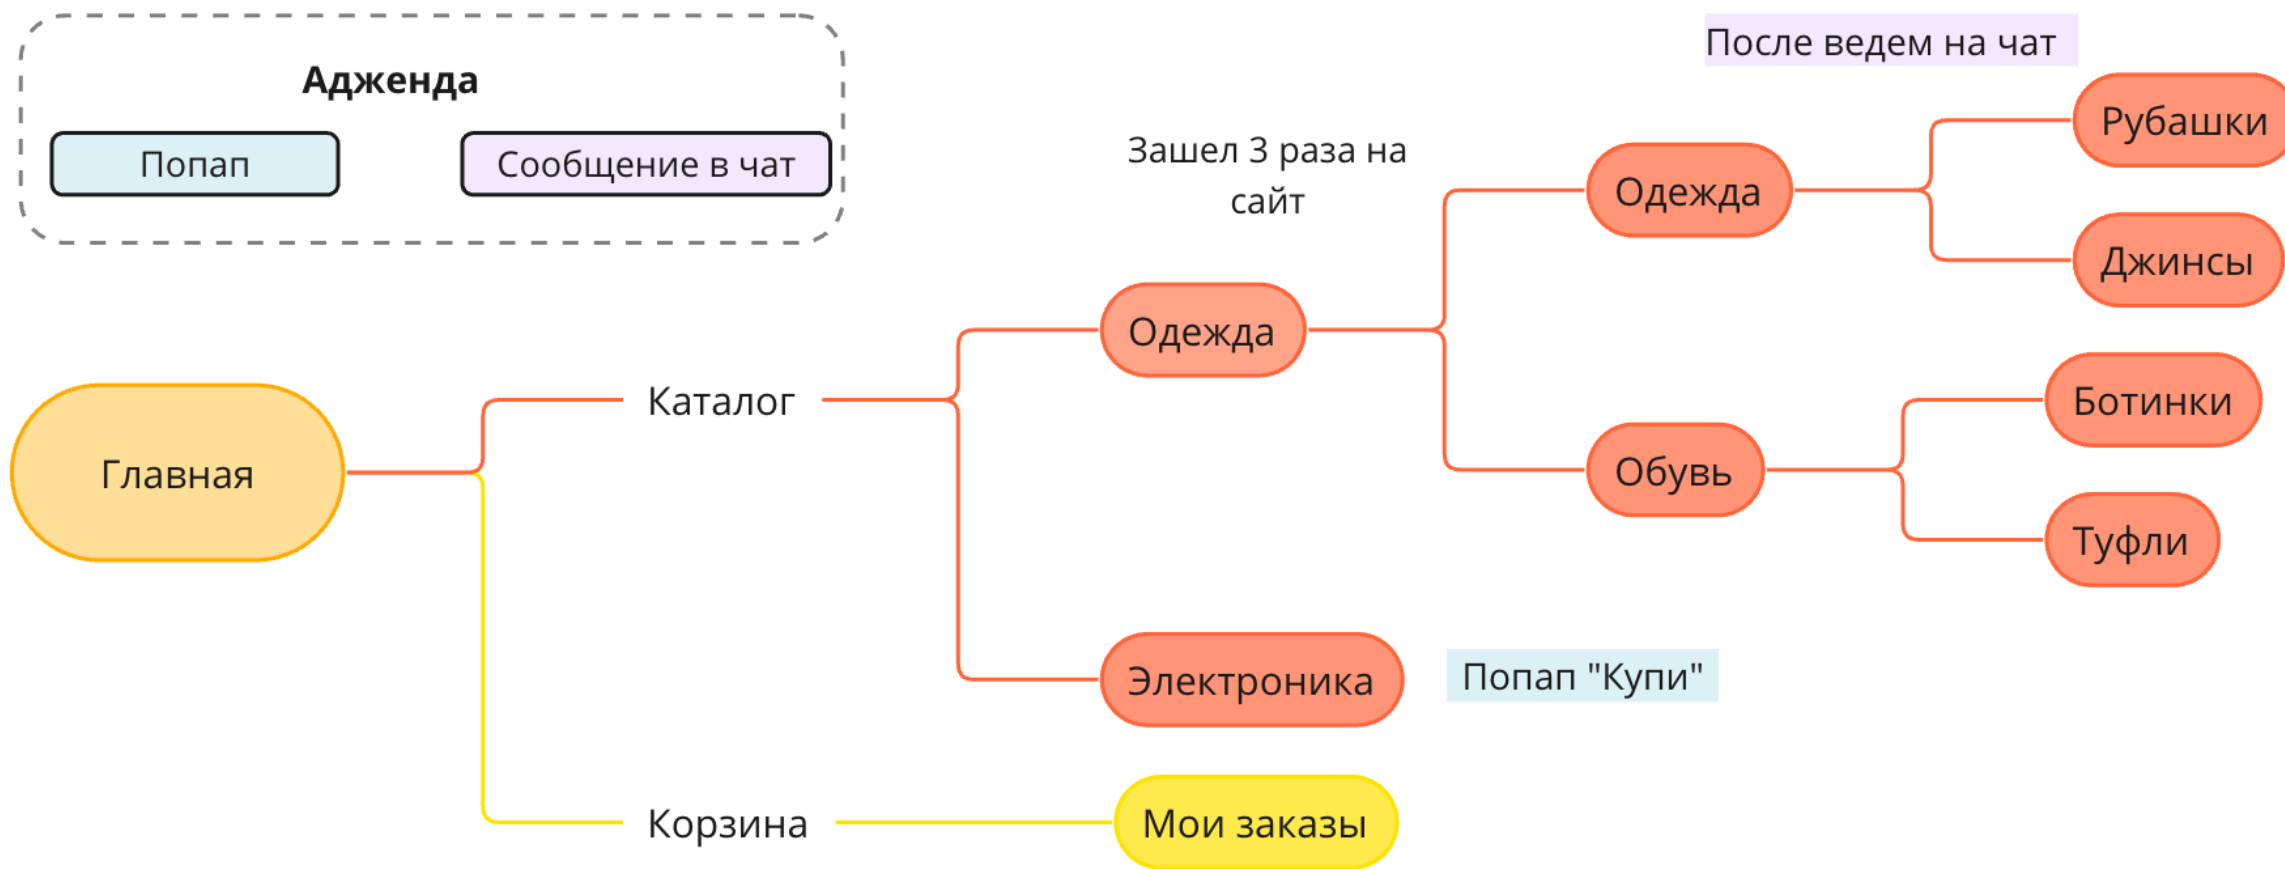 Адженда
Попап
Сообщение в чат
После ведем на чат
Зашел 3 раза на
сайт
Рубашки
Одежда
Джинсы
Одежда
Каталог
Ботинки
Главная
Обувь
Туфли
Электроника
Попап "Купи"
Корзина
Мои заказы